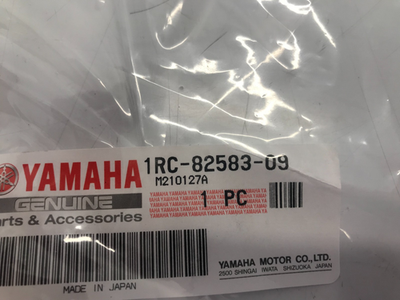 YAMAHA
GENUINE
Parts & Accessories
1RC-82583-09
M210127A
1 PC
MADE IN JAPAN
YAMAHA MOTOR CO., LTD.
2500 SHINGAI IWATA SHIZUOKA JAPAN